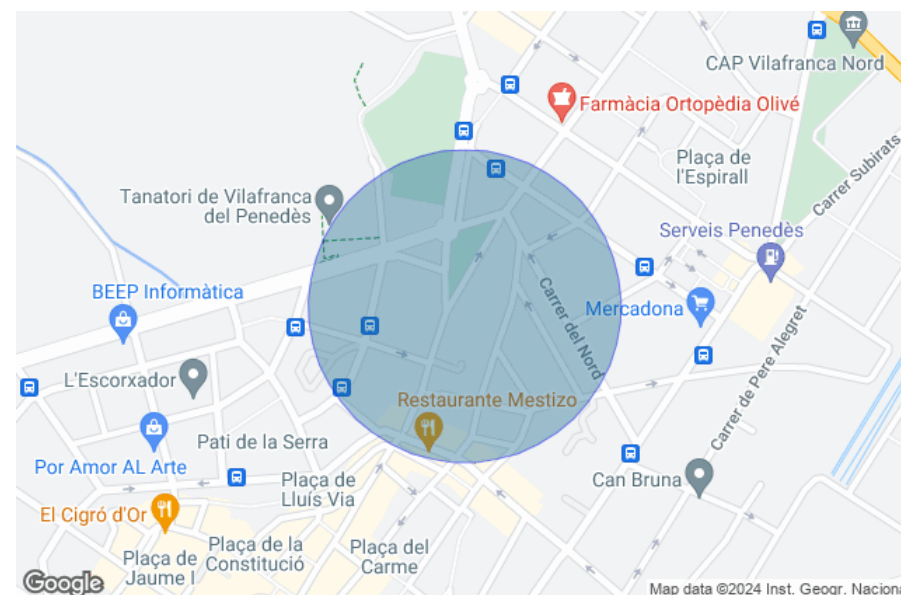 CAP Vilafranca Nord
Farmàcia Ortopèdia Olivé
Plaça de
l'Espirall
Carrer Subirats
Tanatori de Vilafranca
del Penedès
Serveis Penedès
BEEP Informàtica
Carrer del Nord
Mercadona
L'Escorxador
Restaurante Mestizo
Carrer de Pere Alegret
Pati de la Serra
Por Amor AL Arte
Plaça de
Lluís Via
Can Bruna
El Cigró d'Or
Plaça de
Jaume I
Plaça de la
Constitució
Plaça del
Carme
Google
Map data ©2024 Inst. Geogr. Naciona